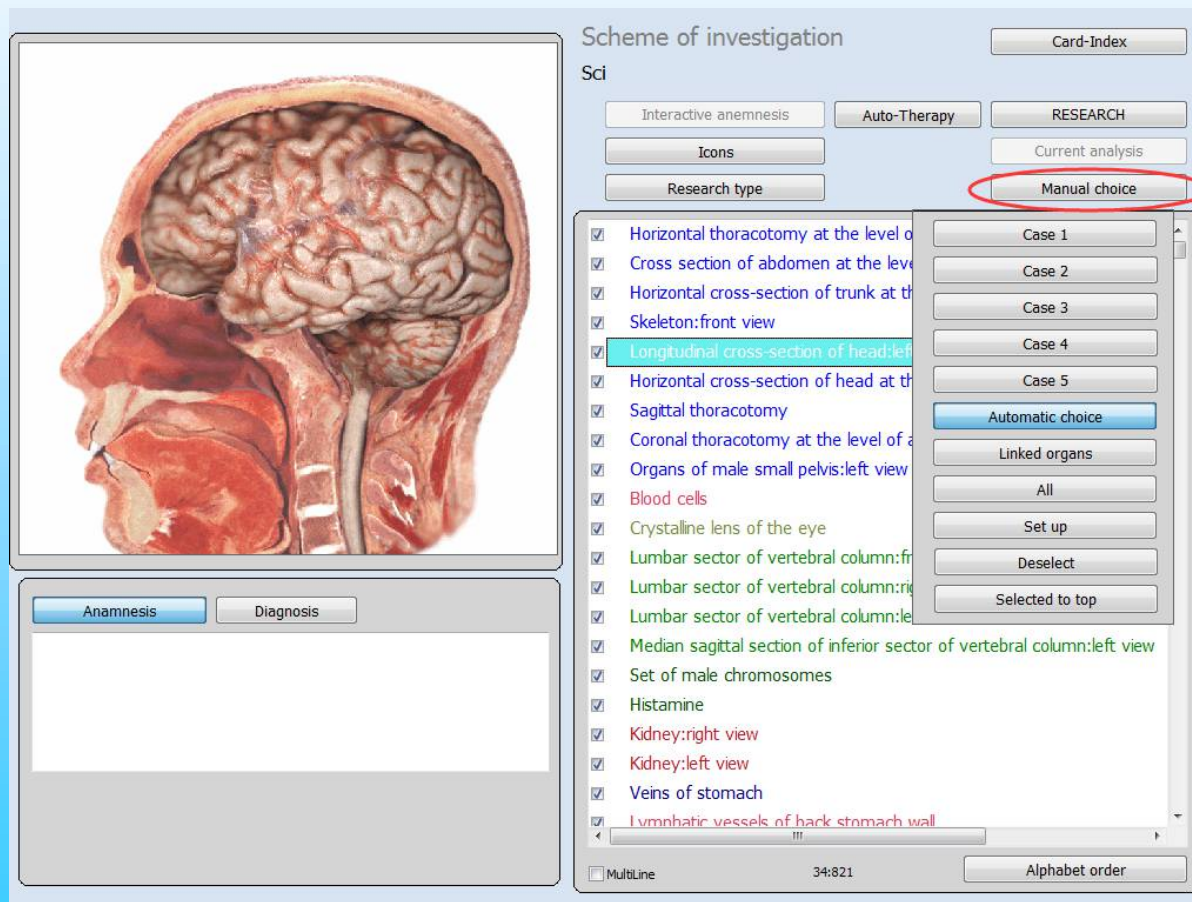 Scheme of investigation
Card-Index
Sci
Interactive anemnesis
Auto-Therapy
RESEARCH
Icons
Current analysis
Research type
Manual choice
Horizontal thoracotomy at the level o
Cross section of abdomen at the leve
Horizontal cross-section of trunk at th
Skeleton:front view
Longitudinal cross-section of head:left
Horizontal cross-section of head at th
Sagittal thoracotomy
Coronal thoracotomy at the level of a
Organs of male small pelvis:left view
Blood cells
Crystalline lens of the eye
Lumbar sector of vertebral column:fr
Lumbar sector of vertebral column:rig
Lumbar sector of vertebral column:le
Median sagittal section of inferior sector of vertebral column:left view
Set of male chromosomes
Histamine
Kidney:right view
Kidney:left view
Veins of stomach
Lymphatic vessels of back stomach wall
Case 1
Case 2
Case 3
Case 4
Case 5
Automatic choice
Linked organs
All
Set up
Deselect
Selected to top
Anamnesis
Diagnosis
MultiLine
34:821
Alphabet order